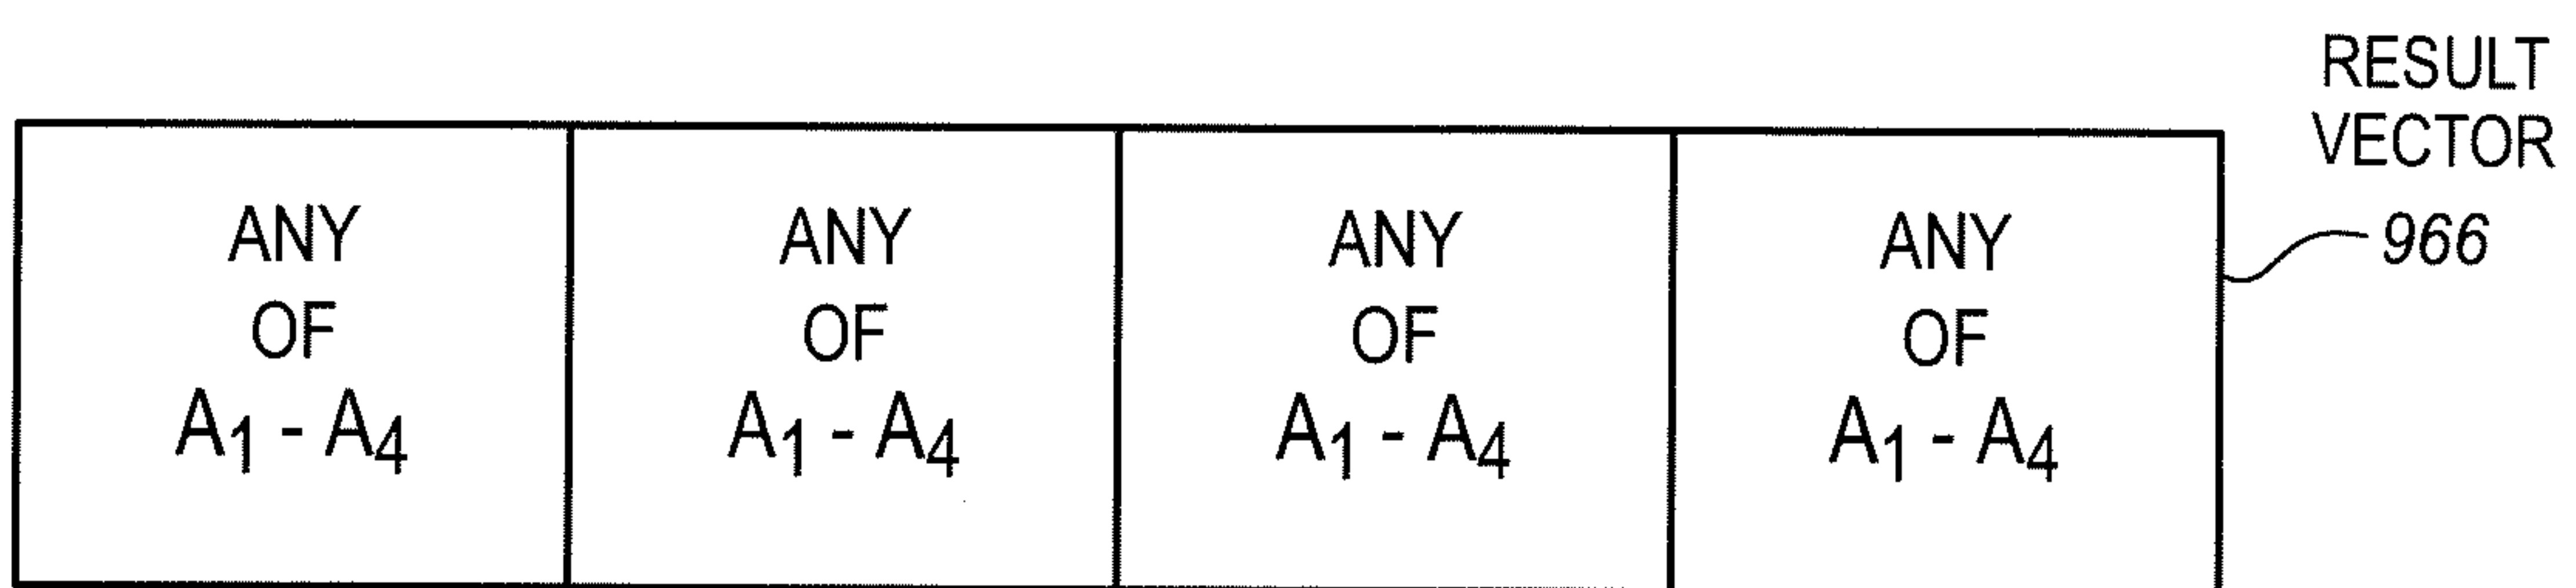 RESULT
VECTOR
966
ANY
OF
A₁ - A₄
ANY
OF
A₁ - A₄
ANY
OF
A₁ - A₄
ANY
OF
A₁ - A₄